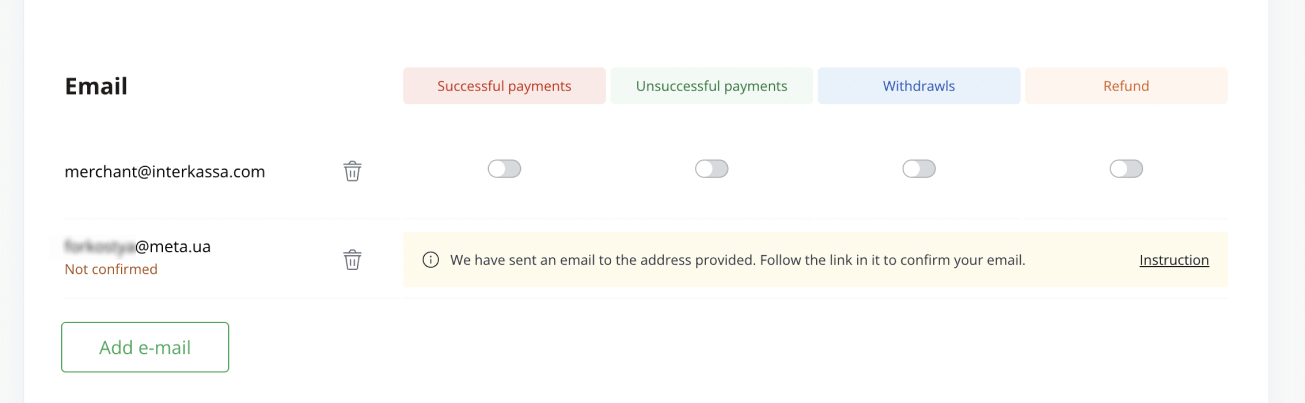 Email
Successful payments
Unsuccessful payments
Withdrawls
Refund
merchant@interkassa.com
@meta.ua
Not confirmed
We have sent an email to the address provided. Follow the link in it to confirm your email.
Instruction
Add e-mail